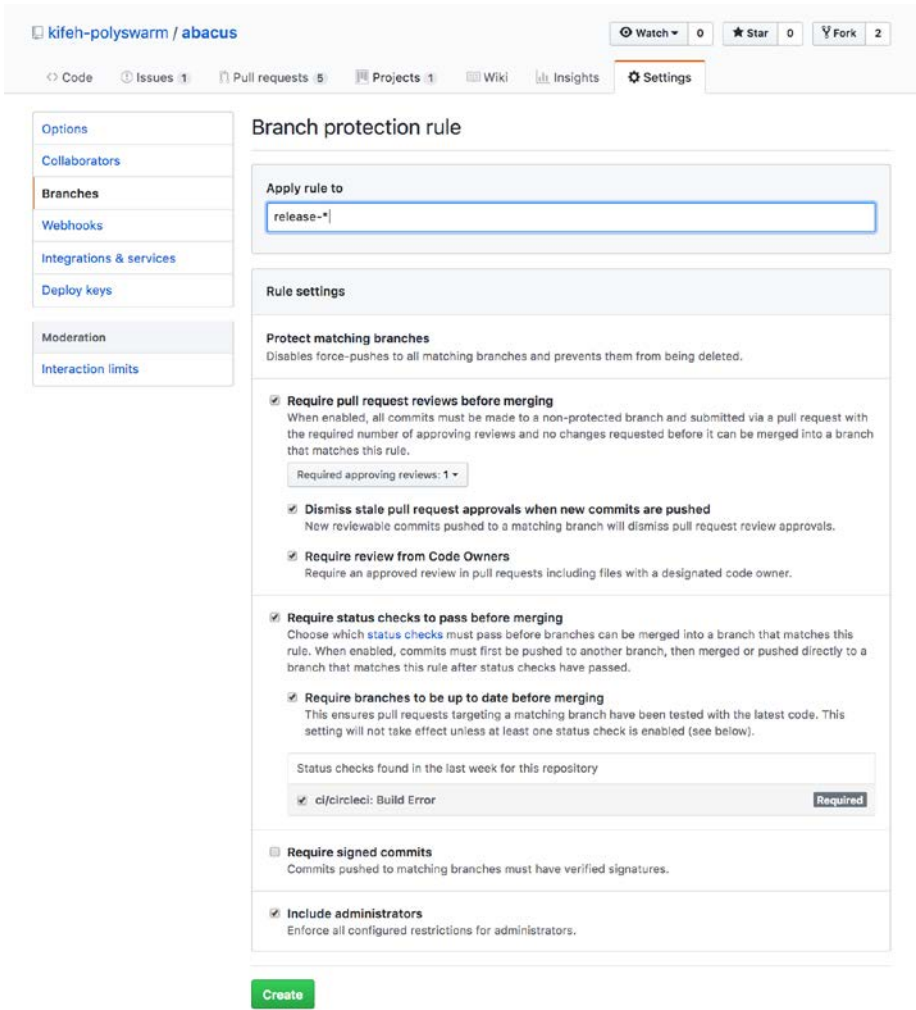 kifeh-polyswarm / abacus
Watch 0 Star 0 Fork 2
Code Issues 1 Pull requests 5 Projects 1 Wiki Insights Settings
Options
Collaborators
Branches
Webhooks
Integrations & services
Deploy keys
Moderation
Interaction limits
Branch protection rule
Apply rule to
release-*
Rule settings
Protect matching branches
Disables force-pushes to all matching branches and prevents them from being deleted.
Require pull request reviews before merging
When enabled, all commits must be made to a non-protected branch and submitted via a pull request with
the required number of approving reviews and no changes requested before it can be merged into a branch
that matches this rule.
Required approving reviews: 1
Dismiss stale pull request approvals when new commits are pushed
New reviewable commits pushed to a matching branch will dismiss pull request review approvals.
Require review from Code Owners
Require an approved review in pull requests including files with a designated code owner.
Require status checks to pass before merging
Choose which status checks must pass before branches can be merged into a branch that matches this
rule. When enabled, commits must first be pushed to another branch, then merged or pushed directly to a
branch that matches this rule after status checks have passed.
Require branches to be up to date before merging
This ensures pull requests targeting a matching branch have been tested with the latest code. This
setting will not take effect unless at least one status check is enabled (see below).
Status checks found in the last week for this repository
ci/circleci: Build Error Required
Require signed commits
Commits pushed to matching branches must have verified signatures.
Include administrators
Enforce all configured restrictions for administrators.
Create